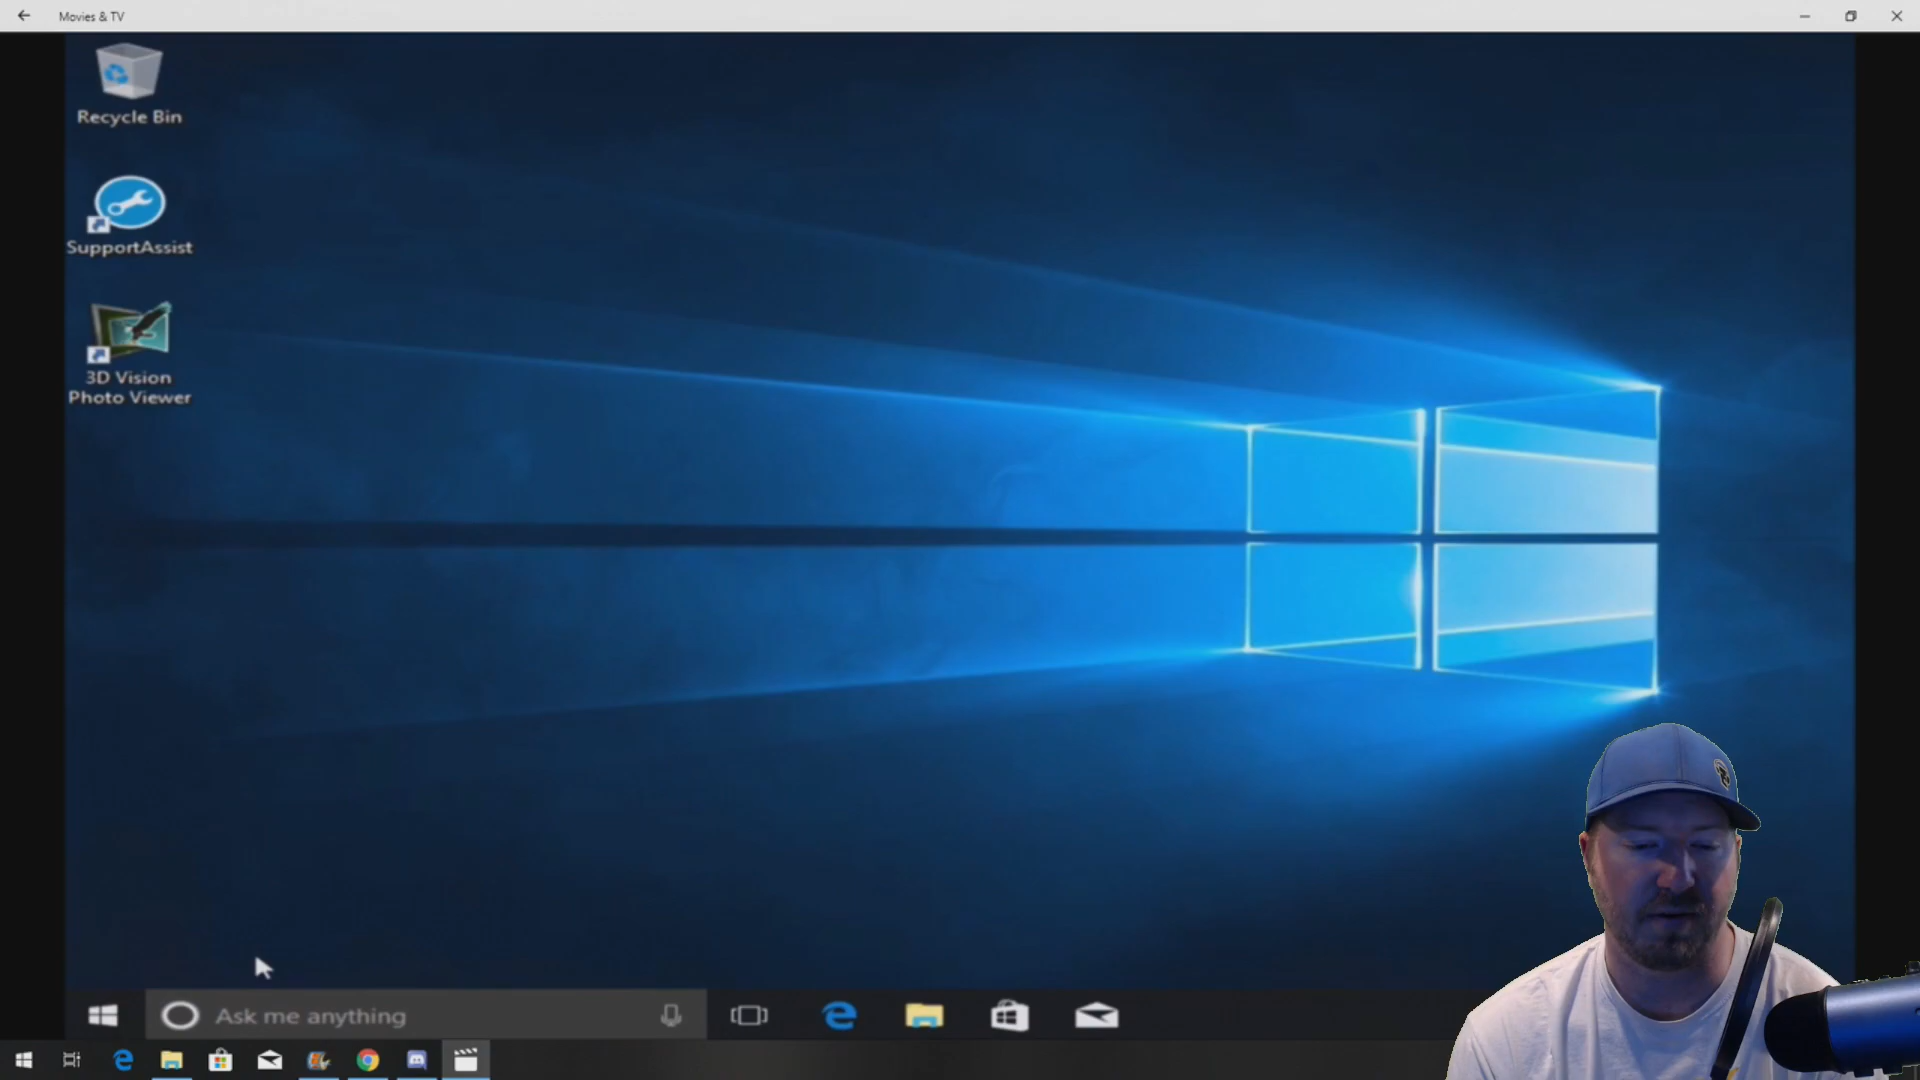 Movies & TV
Recycle Bin
SupportAssist
3D Vision
Photo Viewer
Ask me anything